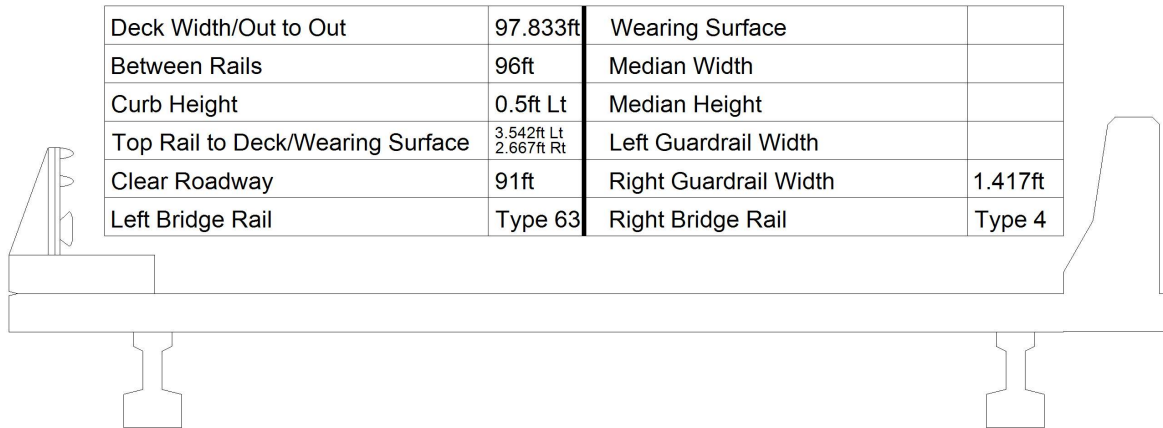 Deck Width/Out to Out 97.833ft Wearing Surface
Between Rails 96ft Median Width
Curb Height 0.5ft Lt Median Height
Top Rail to Deck/Wearing Surface 3.542ft Lt Left Guardrail Width
2.667ft Rt
Clear Roadway 91ft Right Guardrail Width 1.417ft
Left Bridge Rail Type 63 Right Bridge Rail Type 4